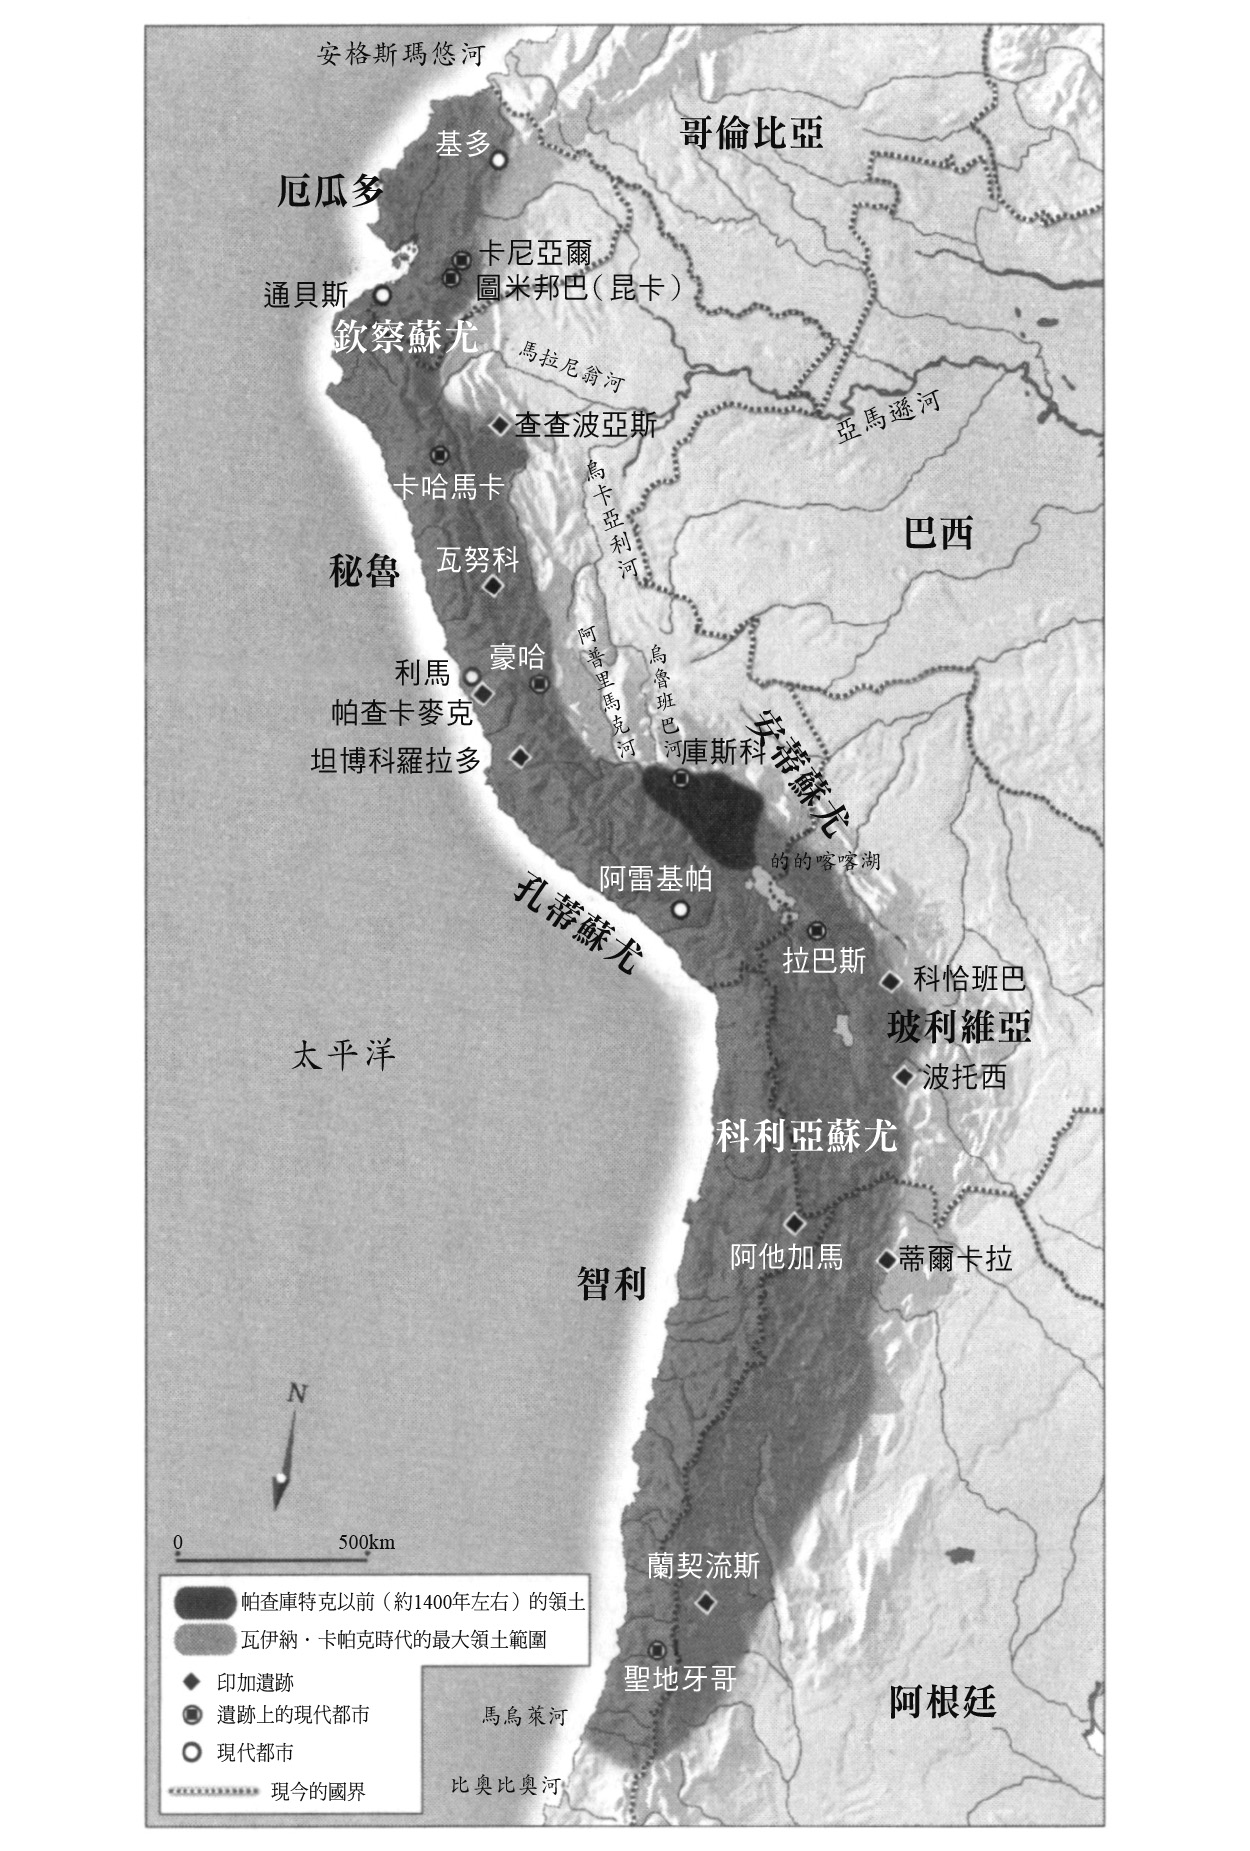 安格斯瑪悠河
哥倫比亞
基多
厄瓜多
卡尼亞爾
圖米邦巴（昆卡）
通貝斯
欽察蘇尤
馬拉尼翁河
亞馬遜河
查查波亞斯
卡哈馬卡
烏卡亞利河
巴西
秘魯
瓦努科
阿普里馬克河
烏魯班巴河
豪哈
利馬
帕查卡麥克
坦博科羅拉多
庫斯科
安蒂蘇尤
的的喀喀湖
阿雷基帕
孔蒂蘇尤
拉巴斯
科恰班巴
玻利維亞
太平洋
波托西
科利亞蘇尤
阿他加馬
蒂爾卡拉
智利
N
0 500km
蘭契流斯
聖地牙哥
阿根廷
馬烏萊河
比奧比奧河
帕查庫特克以前（約1400年左右）的領土
瓦伊納·卡帕克時代的最大領土範圍
印加遺跡
遺跡上的現代都市
現代都市
現今的國界